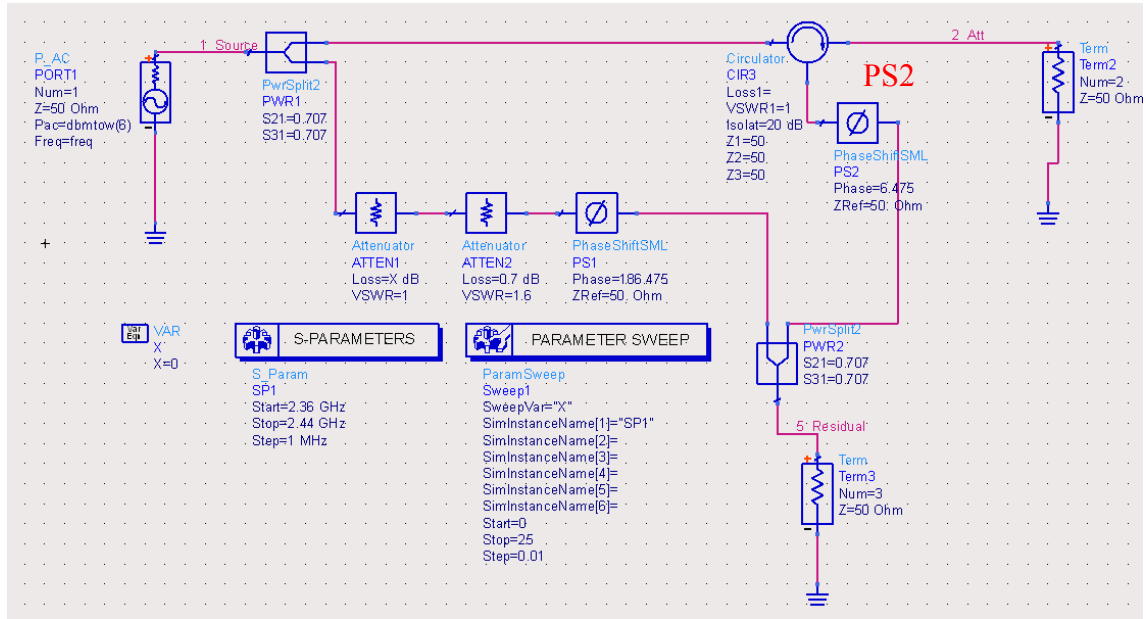 1 Source
2 Att
P_AC
PORT1
Num=1
Z=50 Ohm
Pac=dbmtow(6)
Freq=freq
PwrSplit2
PWR1
S21=0.707
S31=0.707
Circulator
CIR3
Loss1=
VSWR1=1
Isolat=20 dB
Z1=50
Z2=50
Z3=50
PS2
Term
Term2
Num=2
Z=50 Ohm
PhaseShiftSML
PS2
Phase=6.475
ZRef=50. Ohm
Attenuator
ATTEN1
Loss=X dB
VSWR=1
Attenuator
ATTEN2
Loss=0.7 dB
VSWR=1.6
PhaseShiftSML
PS1
Phase=186.475
ZRef=50. Ohm
Var
Eqn
VAR
X
X=0
S-PARAMETERS
S_Param
SP1
Start=2.36 GHz
Stop=2.44 GHz
Step=1 MHz
PARAMETER SWEEP
ParamSweep
Sweep1
SweepVar="X"
SimInstanceName[1]="SP1"
SimInstanceName[2]=
SimInstanceName[3]=
SimInstanceName[4]=
SimInstanceName[5]=
SimInstanceName[6]=
Start=0
Stop=25
Step=0.01
PwrSplit2
PWR2
S21=0.707
S31=0.707
5 Residual
Term
Term3
Num=3
Z=50 Ohm